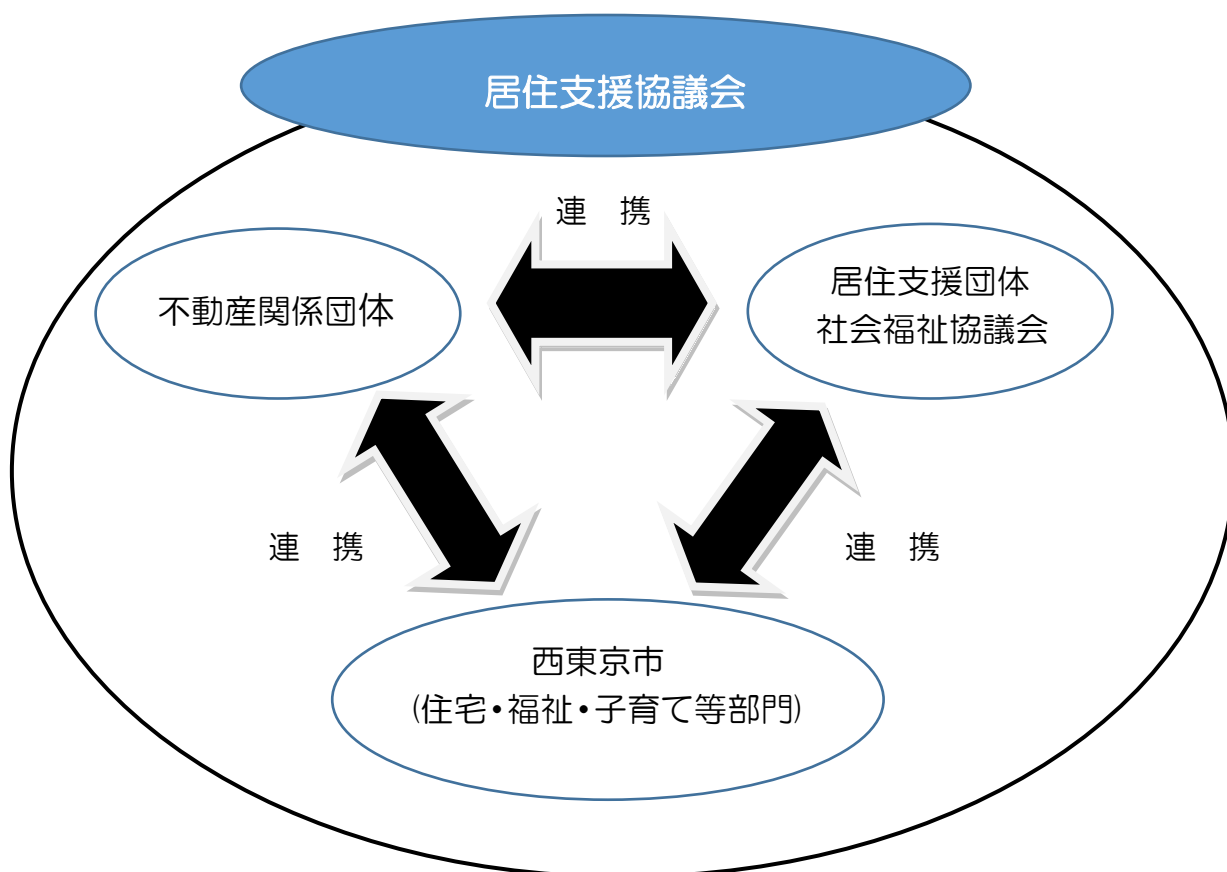 居住支援協議会
連　携
不動産関係団体
居住支援団体
社会福祉協議会
連　携
連　携
西東京市
(住宅・福祉・子育て等部門)